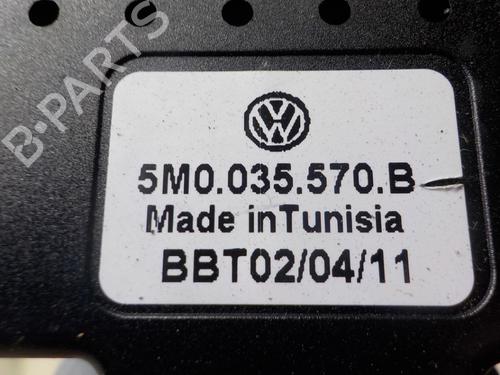 B-PARTS
VW
5M0.035.570.B
Made inTunisia
BBT02/04/11